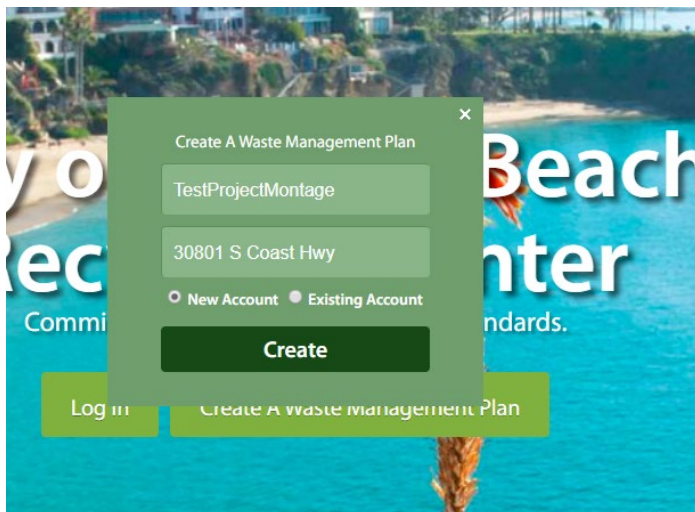 ×
Create A Waste Management Plan
TestProjectMontage
30801 S Coast Hwy
New Account Existing Account
Create
Beach
Commi
ndards.
Log In Create A Waste Management Plan